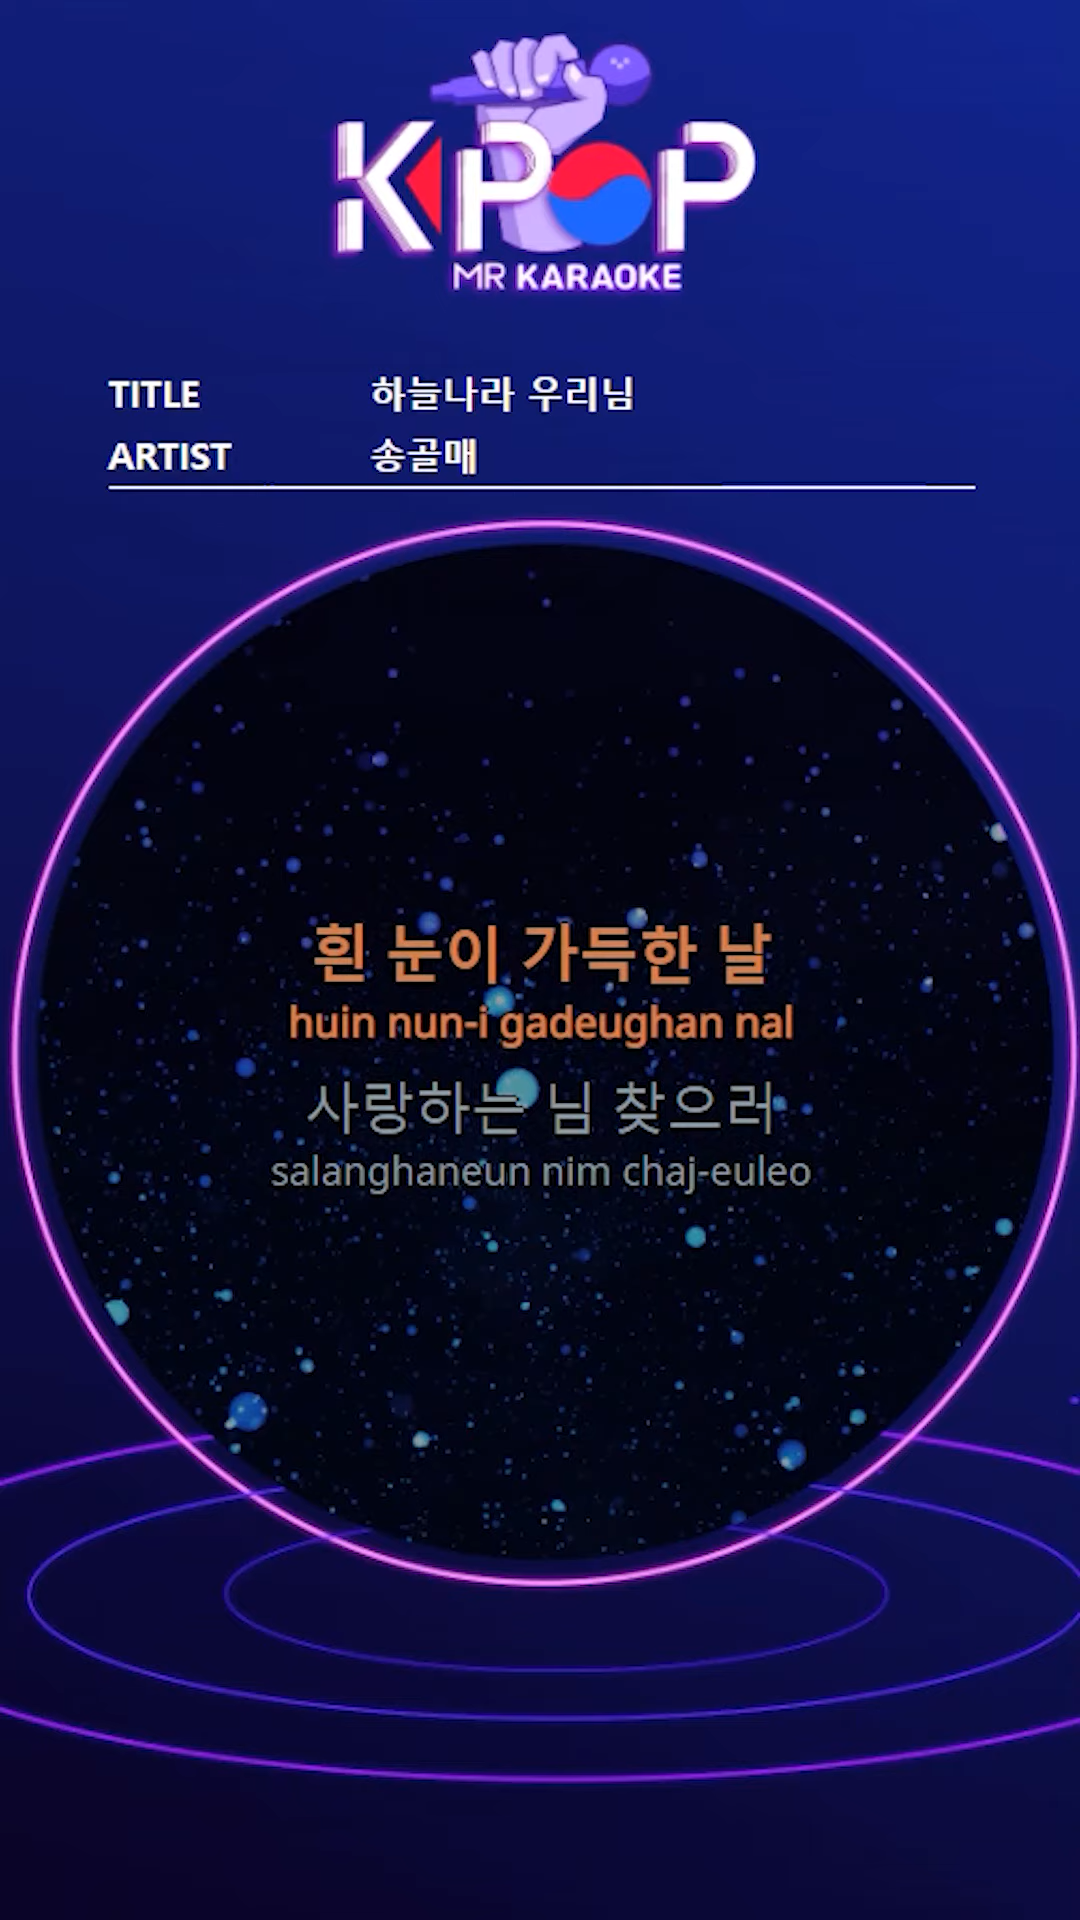 KPOP
MR KARAOKE
TITLE 하늘나라 우리님
ARTIST 송골매
흰 눈이 가득한 날
huin nun-i gadeughan nal
사랑하는 님 찾으러
salanghaneun nim chaj-euleo